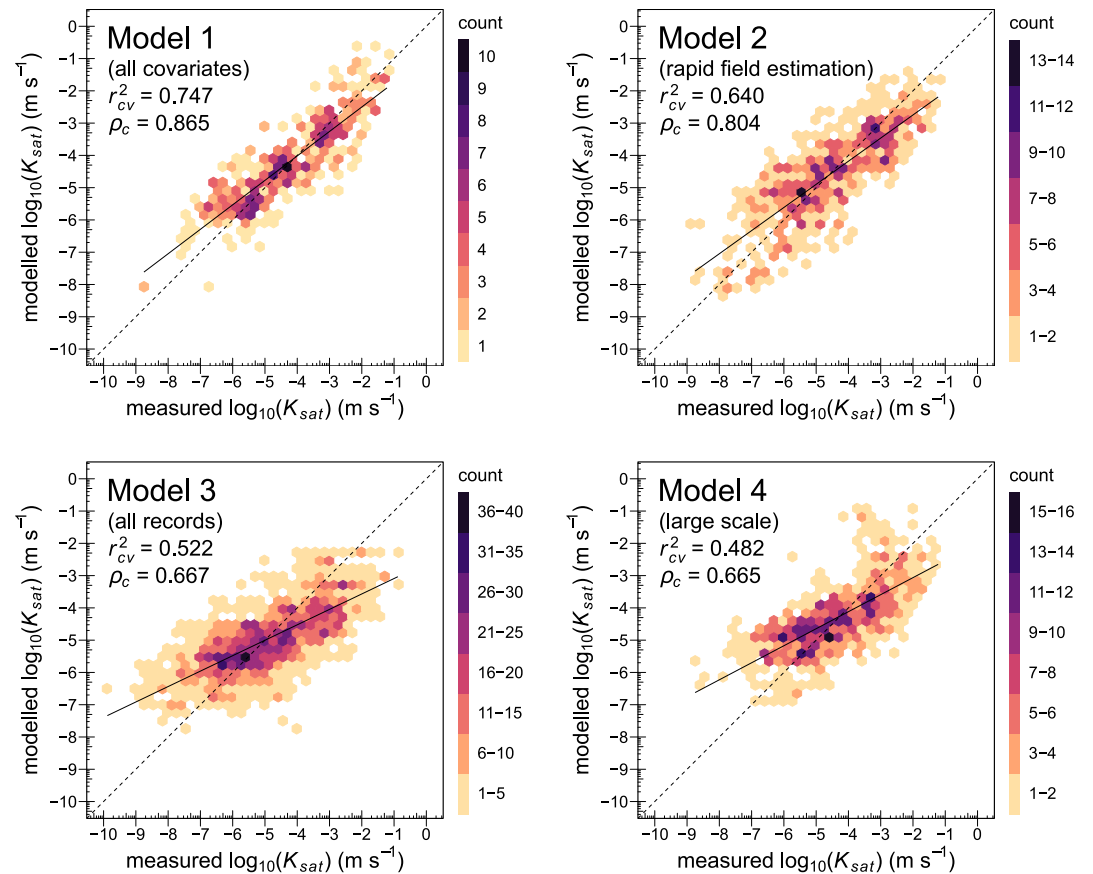 Model 1
(all covariates)
r²cv = 0.747
ρc = 0.865
modelled log10(Ksat) (m s−1)
0
−1
−2
−3
−4
−5
−6
−7
−8
−9
−10
−10 −9 −8 −7 −6 −5 −4 −3 −2 −1 0
measured log10(Ksat) (m s−1)
count
10
9
8
7
6
5
4
3
2
1
Model 2
(rapid field estimation)
r²cv = 0.640
ρc = 0.804
modelled log10(Ksat) (m s−1)
0
−1
−2
−3
−4
−5
−6
−7
−8
−9
−10
−10 −9 −8 −7 −6 −5 −4 −3 −2 −1 0
measured log10(Ksat) (m s−1)
count
13−14
11−12
9−10
7−8
5−6
3−4
1−2
Model 3
(all records)
r²cv = 0.522
ρc = 0.667
modelled log10(Ksat) (m s−1)
0
−1
−2
−3
−4
−5
−6
−7
−8
−9
−10
−10 −9 −8 −7 −6 −5 −4 −3 −2 −1 0
measured log10(Ksat) (m s−1)
count
36−40
31−35
26−30
21−25
16−20
11−15
6−10
1−5
Model 4
(large scale)
r²cv = 0.482
ρc = 0.665
modelled log10(Ksat) (m s−1)
0
−1
−2
−3
−4
−5
−6
−7
−8
−9
−10
−10 −9 −8 −7 −6 −5 −4 −3 −2 −1 0
measured log10(Ksat) (m s−1)
count
15−16
13−14
11−12
9−10
7−8
5−6
3−4
1−2